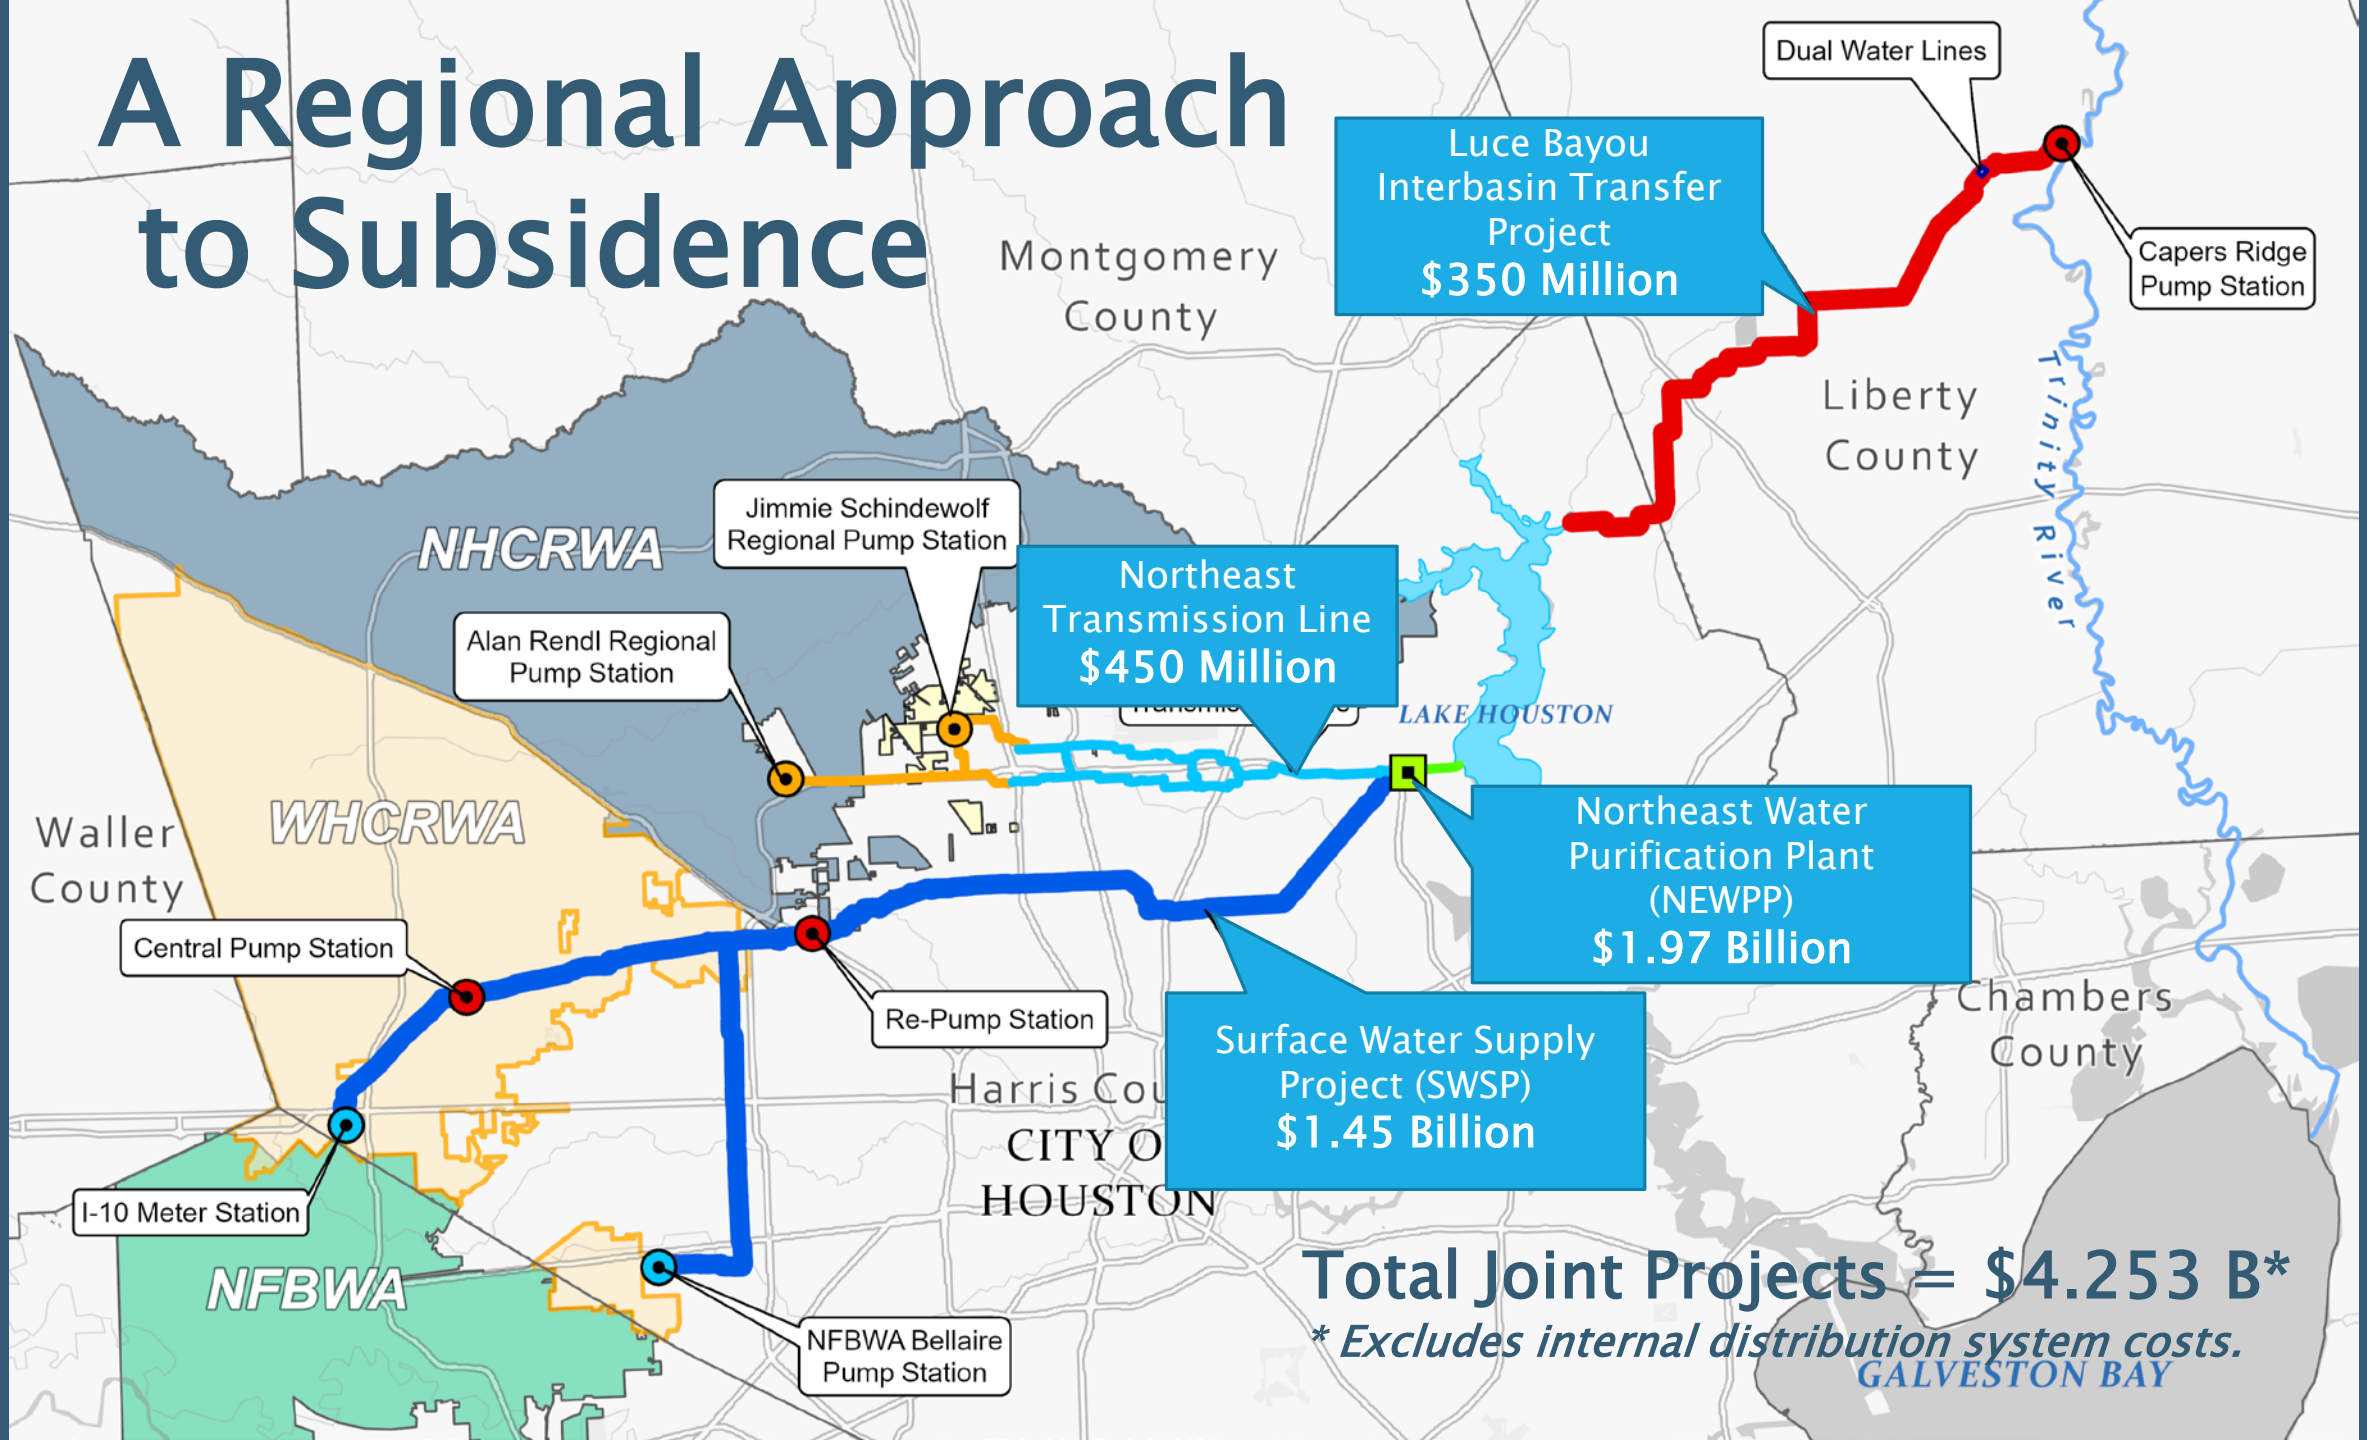 A Regional Approach
to Subsidence
Dual Water Lines
Luce Bayou
Interbasin Transfer
Project
$350 Million
Capers Ridge
Pump Station
Montgomery
County
Liberty
County
Trinity River
Jimmie Schindewolf
Regional Pump Station
NHCRWA
Northeast
Transmission Line
$450 Million
Alan Rendl Regional
Pump Station
LAKE HOUSTON
Waller
County
WHCRWA
Northeast Water
Purification Plant
(NEWPP)
$1.97 Billion
Central Pump Station
Re-Pump Station
Chambers
County
Surface Water Supply
Project (SWSP)
$1.45 Billion
Harris Cou
CITY O
HOUSTON
I-10 Meter Station
NFBWA
NFBWA Bellaire
Pump Station
Total Joint Projects = $4.253 B*
* Excludes internal distribution system costs.
GALVESTON BAY